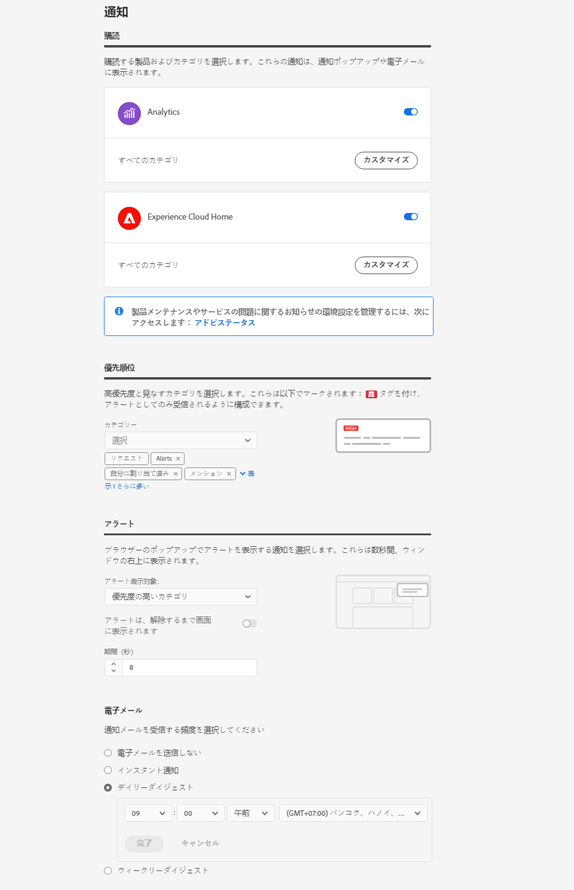 通知
購読
購読する製品およびカテゴリを選択します。これらの通知は、通知ポップアップや電子メール
に表示されます。
Analytics
すべてのカテゴリ
カスタマイズ
Experience Cloud Home
すべてのカテゴリ
カスタマイズ
製品メンテナンスやサービスの問題に関するお知らせの環境設定を管理するには、次に
アクセスします： アドビステータス
優先順位
高優先度と見なすカテゴリを選択します。これらは以下でマークされます： 高 タグを付け、
アラートとしてのみ受信されるように構成できます。
カテゴリー
選択
HIGH
リクエスト Alerts ×
自分に割り当て済み × メンション × 表
示 1 さらに多い
アラート
ブラウザーのポップアップでアラートを表示する通知を選択します。これらは数秒間、ウィン
ドウの右上に表示されます。
アラート表示対象:
優先度の高いカテゴリ
アラートは、解除するまで画面
に表示されます
期間 (秒)
8
電子メール
通知メールを受信する頻度を選択してください
電子メールを送信しない
インスタント通知
デイリーダイジェスト
09 : 00 午前 (GMT+07:00) バンコク、ハノイ、...
完了 キャンセル
ウィークリーダイジェスト